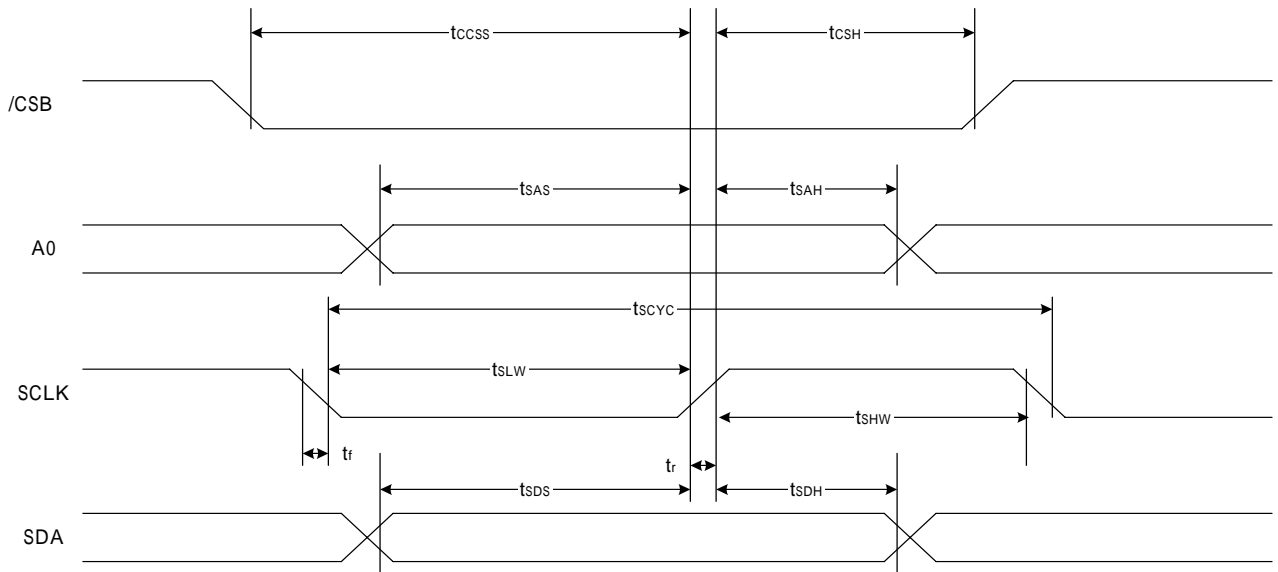 tCCSS
tCSH
/CSB
tSAS
tSAH
A0
tSCYC
tSLW
SCLK
tSHW
tf
tr
tSDS
tSDH
SDA